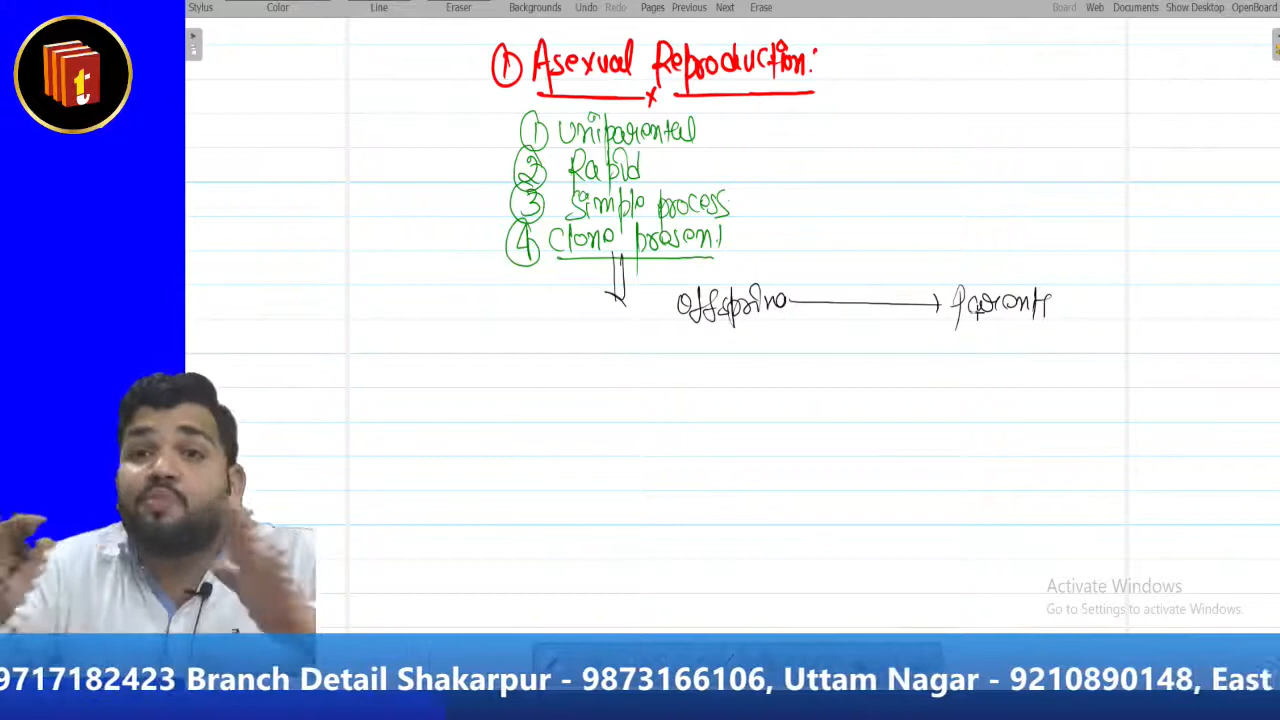 Stylus Color Line Eraser Backgrounds Undo Redo Pages Previous Next Erase Board Web Documents Show Desktop OpenBoard
t
① Asexual Reproduction:
① Uniparental
② Rapid
③ Simple process
④ Clone present
Offspring Parents
Activate Windows
Go to Settings to activate Windows.
9717182423 Branch Detail Shakarpur - 9873166106, Uttam Nagar - 9210890148, East